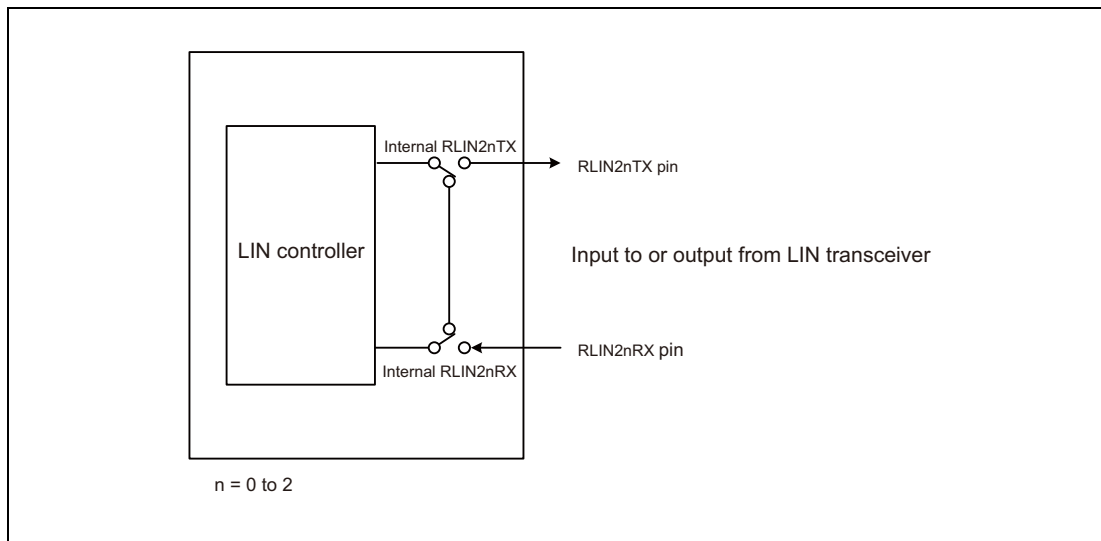 Internal RLIN2nTX
RLIN2nTX pin
LIN controller
Input to or output from LIN transceiver
RLIN2nRX pin
Internal RLIN2nRX
n = 0 to 2